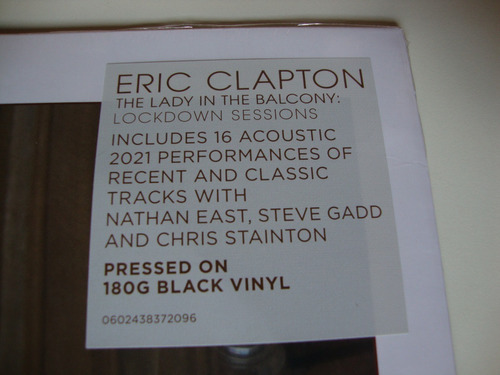 ERIC CLAPTON
THE LADY IN THE BALCONY:
LOCKDOWN SESSIONS
INCLUDES 16 ACOUSTIC
2021 PERFORMANCES OF
RECENT AND CLASSIC
TRACKS WITH
NATHAN EAST, STEVE GADD
AND CHRIS STAINTON
PRESSED ON
180G BLACK VINYL
0602438372096